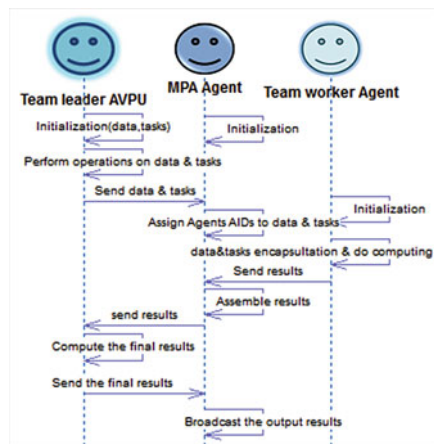 Team leader AVPU
MPA Agent
Team worker Agent
Initialization(data,tasks)
Initialization
Perform operations on data & tasks
Send data & tasks
Initialization
Assign Agents AIDs to data & tasks
data&tasks encapsultation & do computing
Send results
Assemble results
send results
Compute the final results
Send the final results
Broadcast the output results